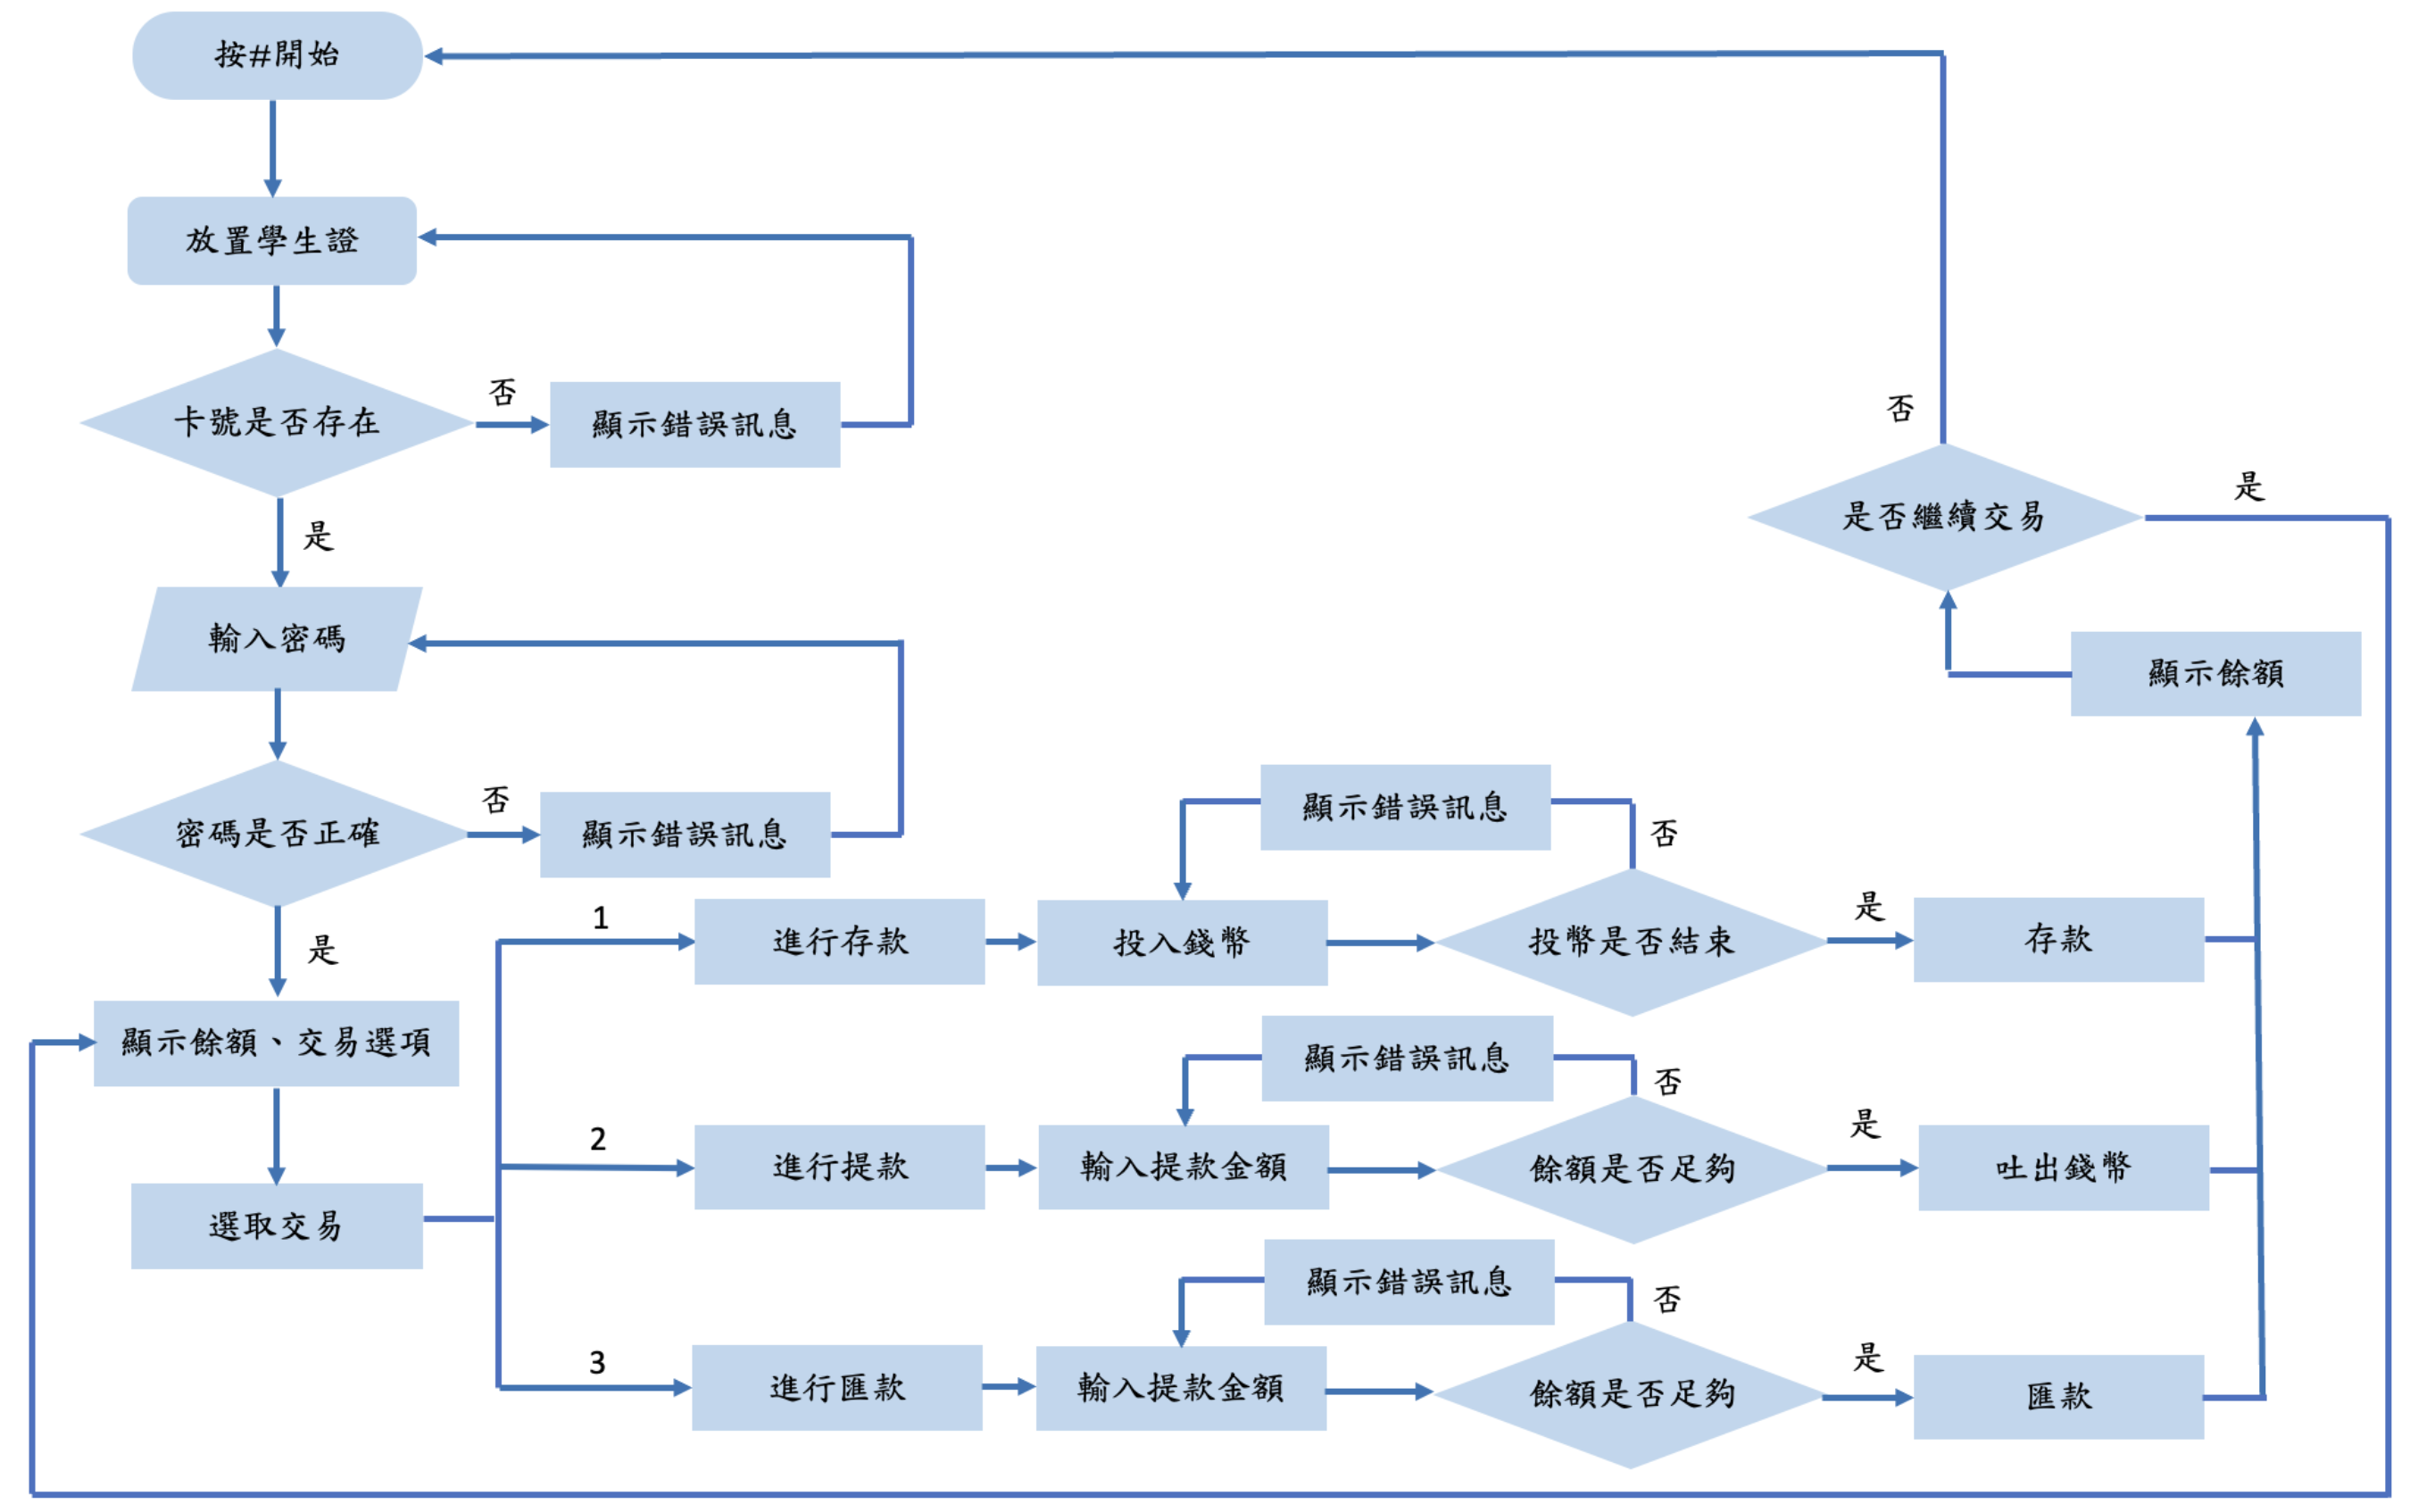 按#開始
放置學生證
卡號是否存在
否
顯示錯誤訊息
是
輸入密碼
密碼是否正確
否
顯示錯誤訊息
是
顯示餘額、交易選項
選取交易
1
進行存款
投入錢幣
投幣是否結束
否
顯示錯誤訊息
是
存款
2
進行提款
輸入提款金額
餘額是否足夠
否
顯示錯誤訊息
是
吐出錢幣
3
進行匯款
輸入提款金額
餘額是否足夠
否
顯示錯誤訊息
是
匯款
顯示餘額
是否繼續交易
否
是